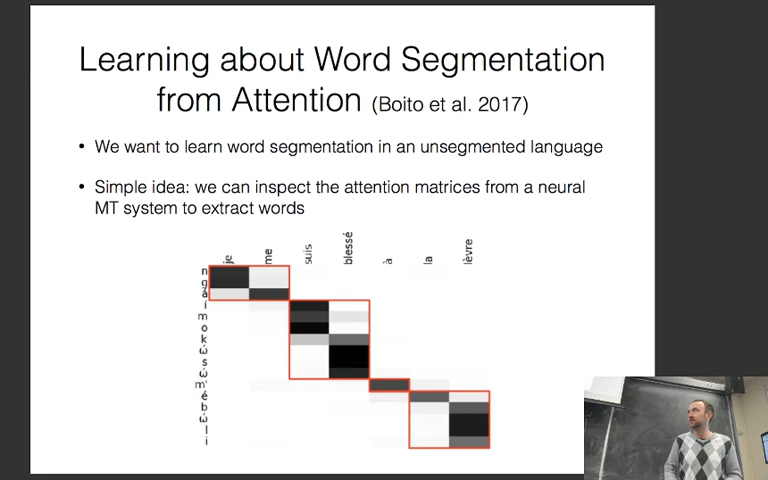 Learning about Word Segmentation
from Attention (Boito et al. 2017)
• We want to learn word segmentation in an unsegmented language
• Simple idea: we can inspect the attention matrices from a neural
MT system to extract words
je me suis blessé à la lèvre
n
g
á
i
m
o
k
s
m'
é
b
l
i